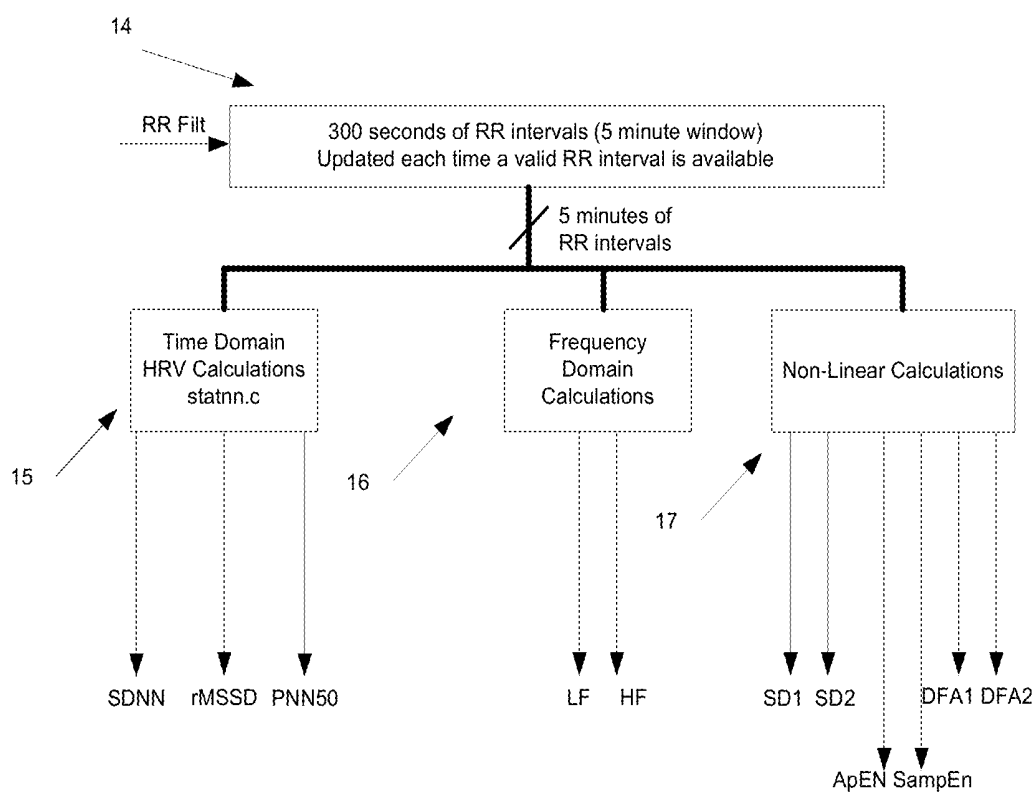 14
RR Filt
300 seconds of RR intervals (5 minute window)
Updated each time a valid RR interval is available
5 minutes of
RR intervals
Time Domain
HRV Calculations
statnn.c
Frequency
Domain
Calculations
Non-Linear Calculations
15
16
17
SDNN rMSSD PNN50
LF HF
SD1 SD2
DFA1 DFA2
ApEN SampEn